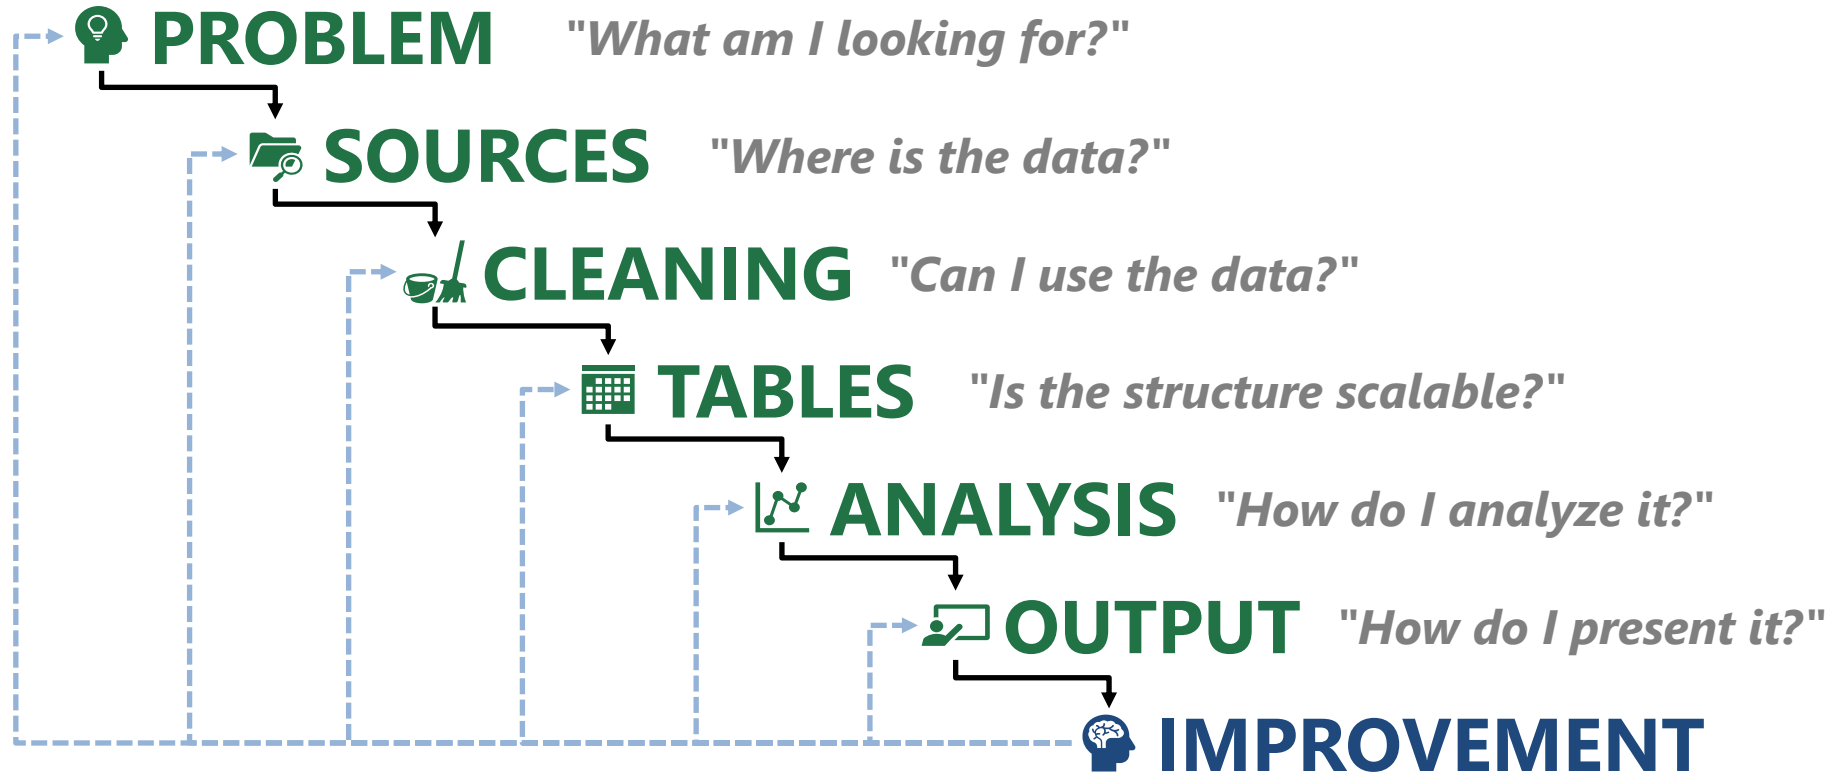 PROBLEM "What am I looking for?"
SOURCES "Where is the data?"
CLEANING "Can I use the data?"
TABLES "Is the structure scalable?"
ANALYSIS "How do I analyze it?"
OUTPUT "How do I present it?"
IMPROVEMENT